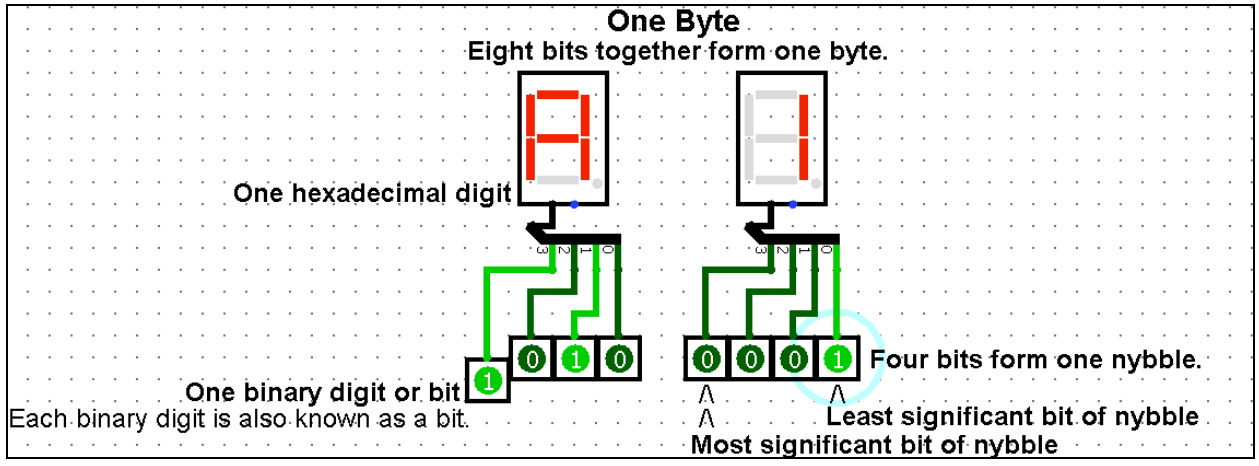 One Byte
Eight bits together form one byte.
A 1
One hexadecimal digit
3 2 1 0 3 2 1 0
1 0 1 0 0 0 0 1
Four bits form one nybble.
One binary digit or bit
Each binary digit is also known as a bit.
/\ /\
/\
Least significant bit of nybble
Most significant bit of nybble